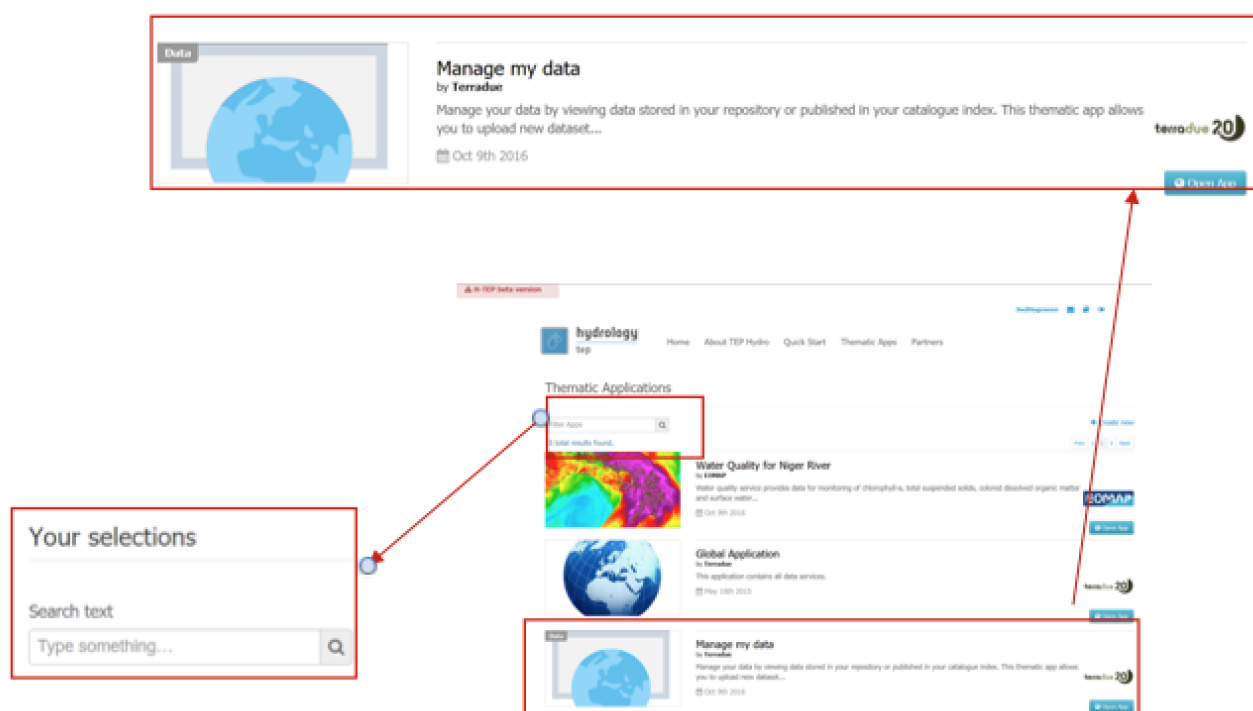 Data
Manage my data
by Terradue
Manage your data by viewing data stored in your repository or published in your catalogue index. This thematic app allows
you to upload new dataset...
Oct 9th 2016
terradue 20
Open App
H-TEP beta version
hydrology
tep
Home About TEP Hydro Quick Start Thematic Apps Partners
Thematic Applications
Filter Apps
Create new
total results found.
Prev Next
Water Quality for Niger River
by EOMAP
Water quality service provides data for monitoring of chlorophyll-a, total suspended solids, colored dissolved organic matter
and surface water...
Oct 9th 2016
EOMAP
Open App
Global Application
by Terradue
This application contains all data services.
May 16th 2015
terradue 20
Open App
Data
Manage my data
by Terradue
Manage your data by viewing data stored in your repository or published in your catalogue index. This thematic app allows
you to upload new dataset...
Oct 9th 2016
terradue 20
Open App
Your selections
Search text
Type something...